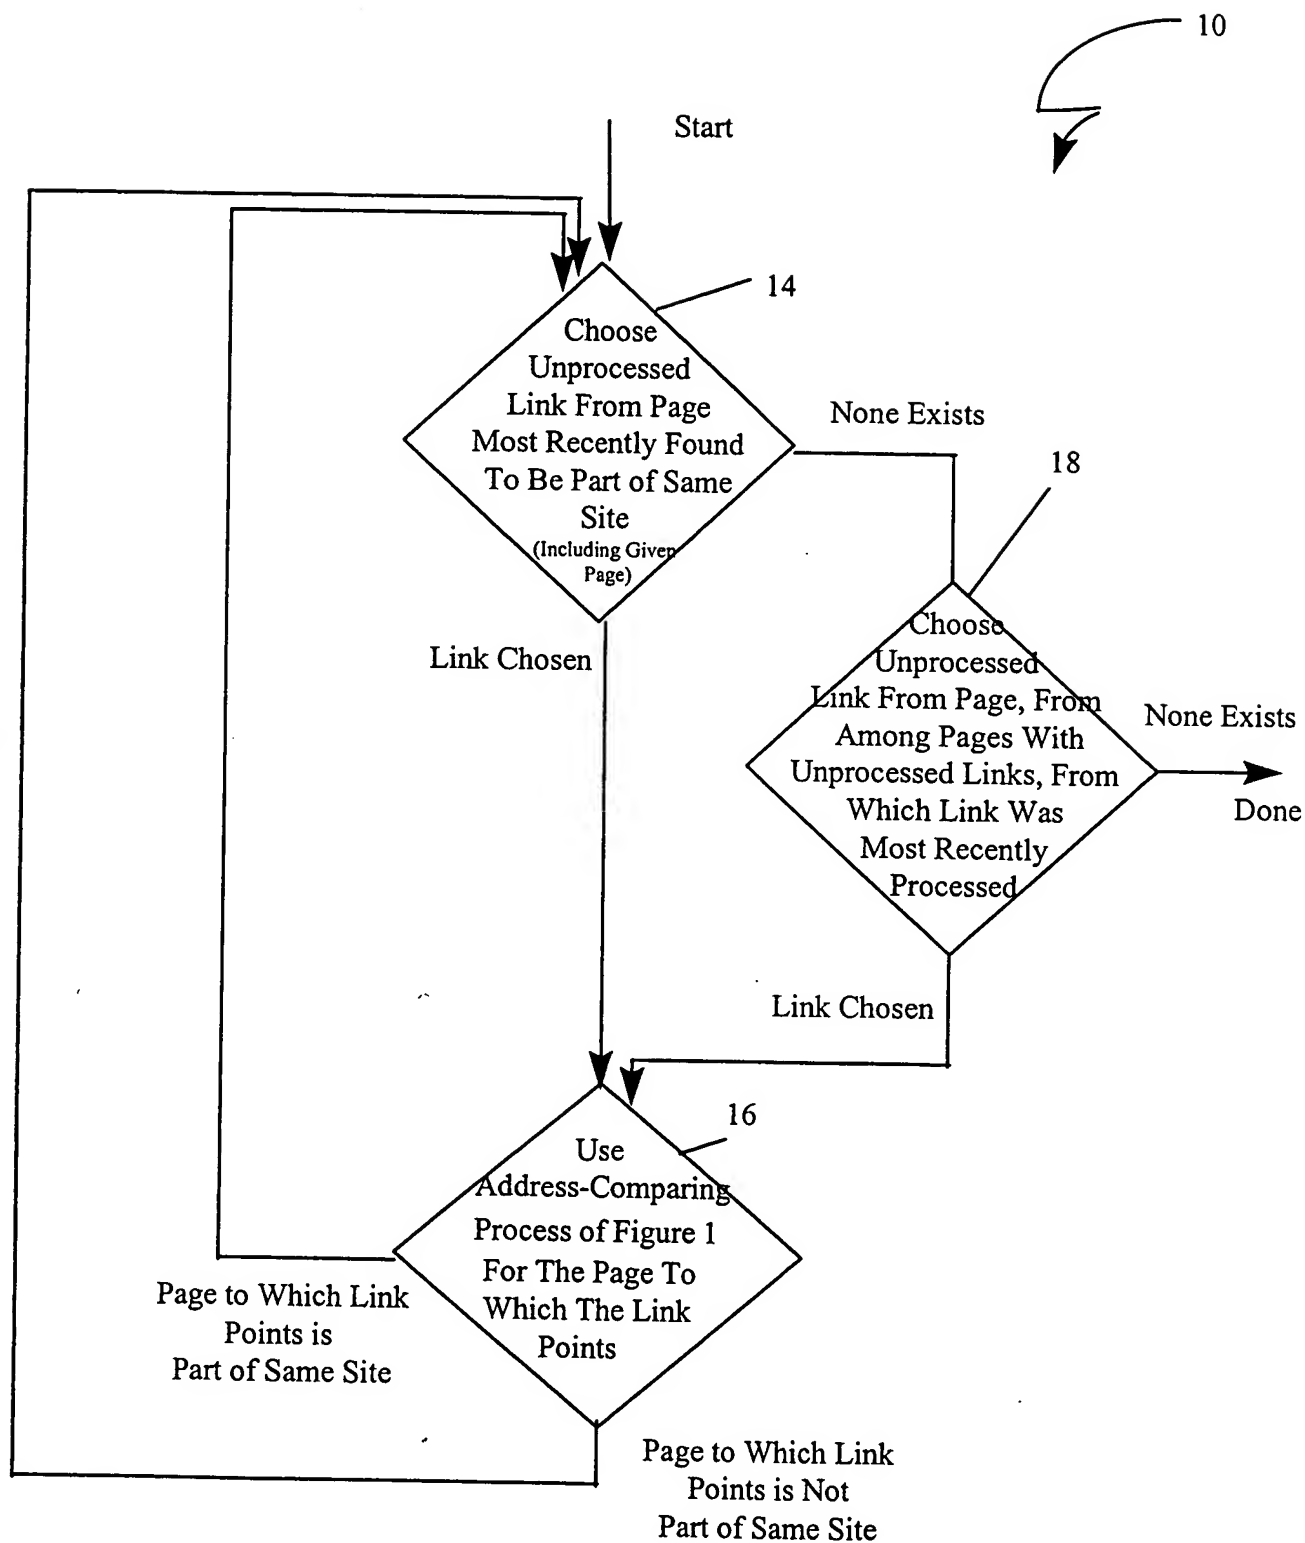 10
Start
14
Choose
Unprocessed
Link From Page
Most Recently Found
To Be Part of Same
Site
(Including Given
Page)
None Exists
18
Link Chosen
Choose
Unprocessed
Link From Page, From
Among Pages With
Unprocessed Links, From
Which Link Was
Most Recently
Processed
None Exists
Done
Link Chosen
16
Use
Address-Comparing
Process of Figure 1
For The Page To
Which The Link
Points
Page to Which Link
Points is
Part of Same Site
Page to Which Link
Points is Not
Part of Same Site